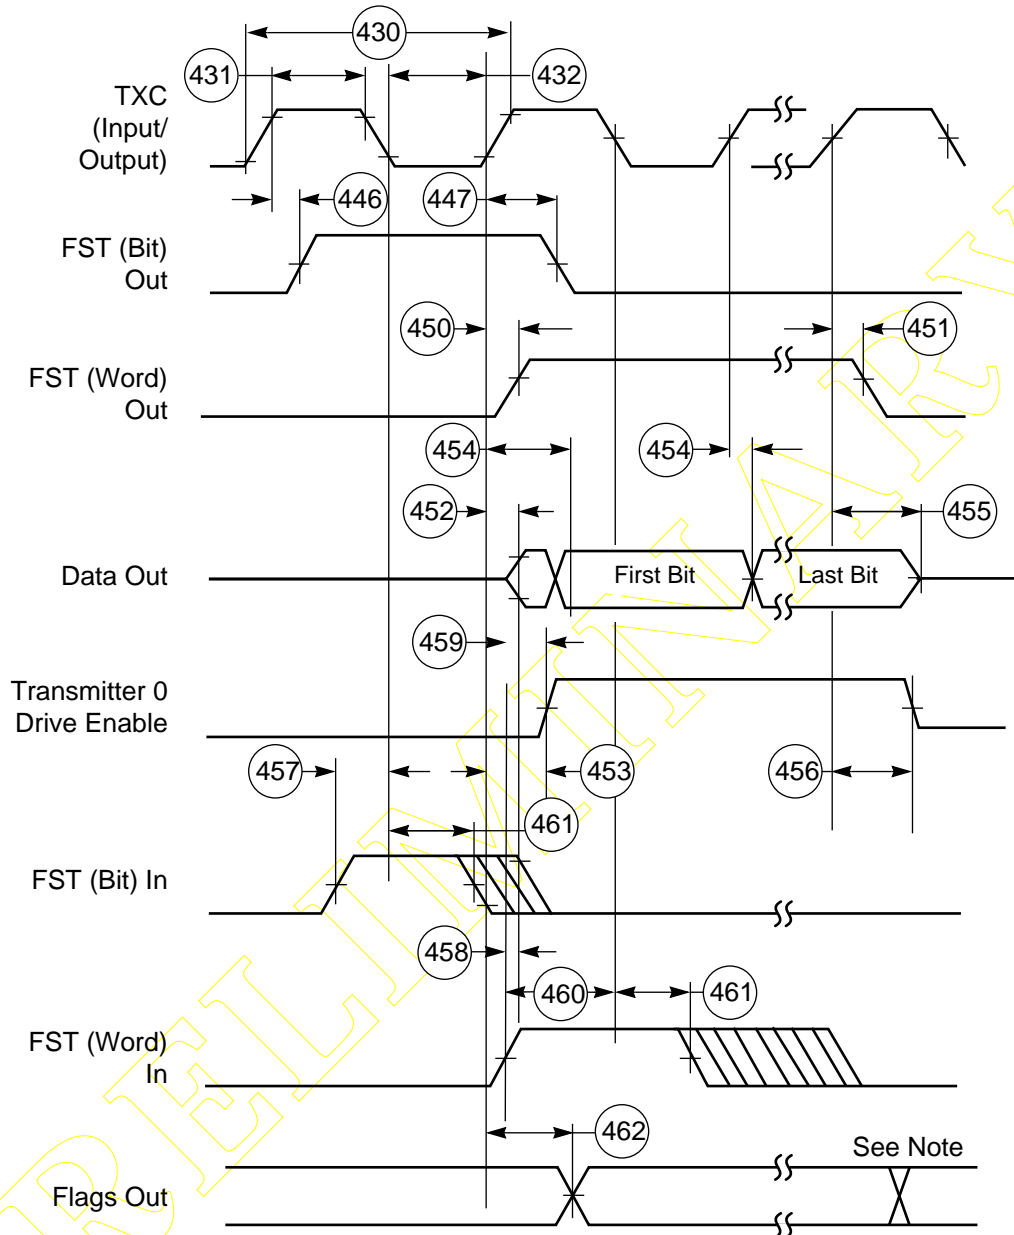 430
431
432
TXC
(Input/
Output)
446
447
FST (Bit)
Out
450
451
FST (Word)
Out
454
454
452
455
Data Out
First Bit
Last Bit
459
Transmitter 0
Drive Enable
457
453
456
461
FST (Bit) In
458
460
461
FST (Word)
In
462
See Note
Flags Out